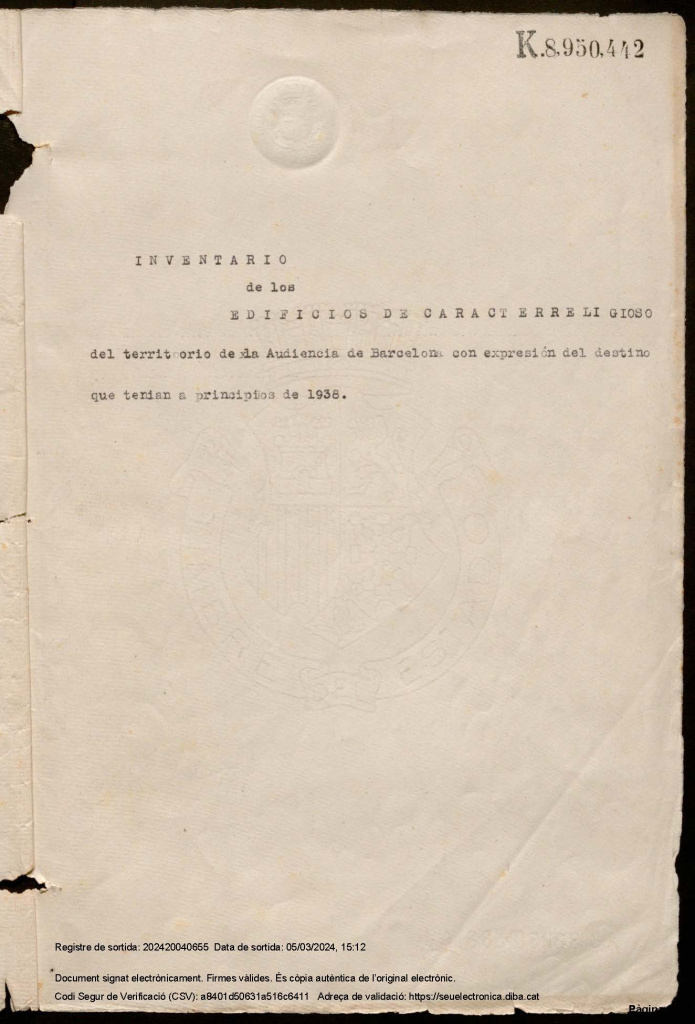 K.8,950,442
INVENTARIO
de los
EDIFICIOS DE CARACTERRELIGIOSO
del territorio de la Audiencia de Barcelona con expresión del destino
que tenian a principios de 1938.
TIMBRE DEL ESTADO
Registre de sortida: 202420040655 Data de sortida: 05/03/2024, 15:12
Document signat electrònicament. Firmes vàlides. És còpia autèntica de l'original electrònic.
Codi Segur de Verificació (CSV): a8401d50631a516c6411 Adreça de validació: https://seuelectronica.diba.cat